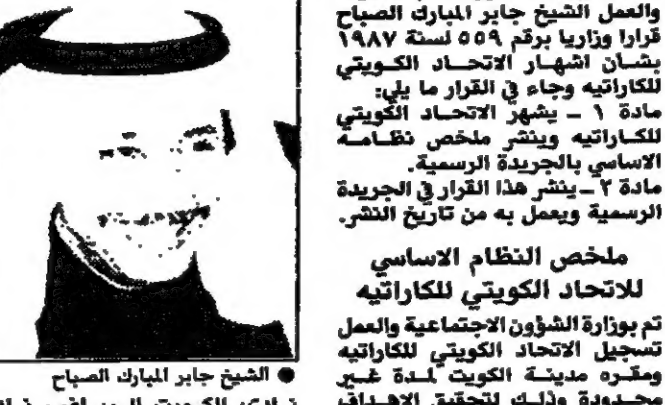 والعمل الشيخ جابر المبارك الصباح
قرارا وزاريا برقم ٥٥٩ لسنة ١٩٨٧
بشأن اشهار الاتحاد الكويتي
للكاراتيه وجاء في القرار ما يلي:
مادة ١ ــ يشهر الاتحاد الكويتي
للكاراتيه وينشر ملخص نظامه
الاساسي بالجريدة الرسمية.
مادة ٢ ــ ينشر هذا القرار في الجريدة
الرسمية ويعمل به من تاريخ النشر.
ملخص النظام الاساسي
للاتحاد الكويتي للكاراتيه
تم بوزارة الشؤون الاجتماعية والعمل
تسجيل الاتحاد الكويتي للكاراتيه
ومقره مدينة الكويت لمدة غير
محدودة وذلك لتحقيق الاهداف
● الشيخ جابر المبارك الصباح